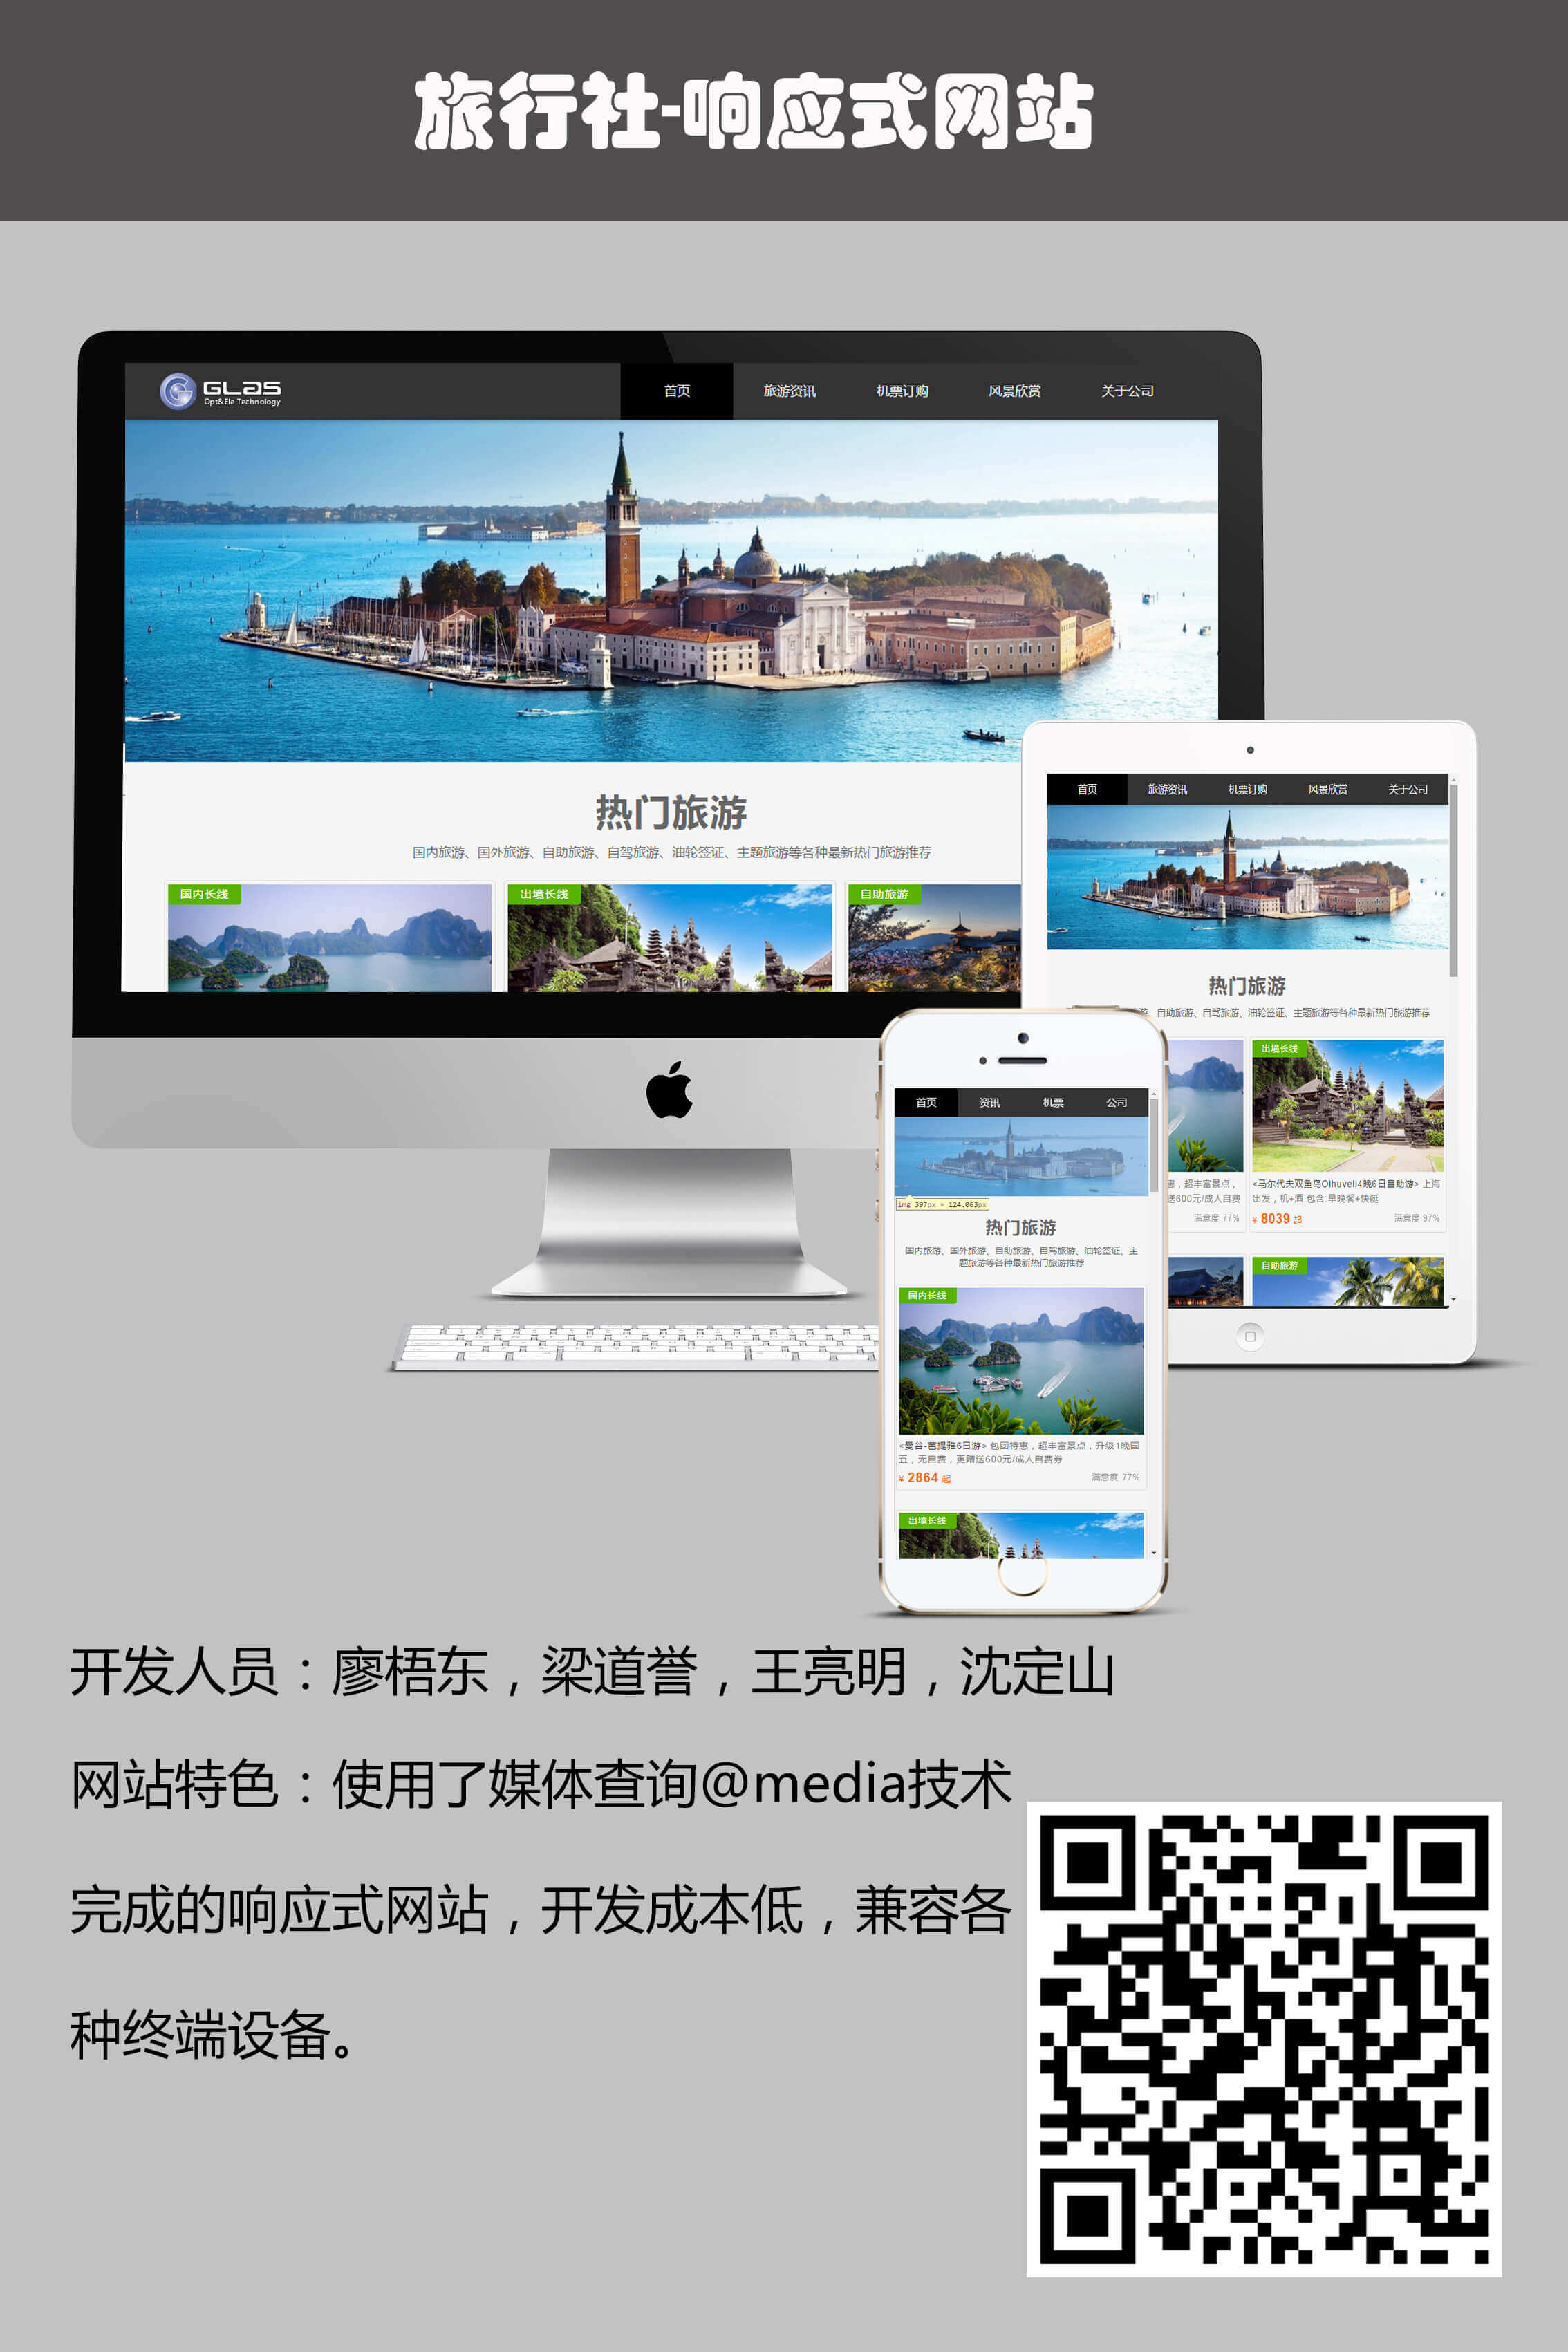 旅行社-响应式网站
GLas
Opt&Ele Technology
首页 旅游资讯 机票订购 风景欣赏 关于公司
热门旅游
国内旅游、国外旅游、自助旅游、自驾旅游、油轮签证、主题旅游等各种最新热门旅游推荐
国内长线 出墙长线 自助旅游
首页 旅游资讯 机票订购 风景欣赏 关于公司
热门旅游
自助旅游、自驾旅游、油轮签证、主题旅游等各种最新热门旅游推荐
出墙长线
惠，超丰富景点，
送600元/成人自费
满意度 77%
<马尔代夫双鱼岛Olhuveli4晚6日自助游> 上海
出发，机+酒 包含:早晚餐+快艇
¥ 8039 起 满意度 97%
自助旅游
首页 资讯 机票 公司
img 397px × 124.063px
热门旅游
国内旅游、国外旅游、自助旅游、自驾旅游、油轮签证、主
题旅游等各种最新热门旅游推荐
国内长线
<曼谷-芭提雅6日游> 包团特惠，超丰富景点，升级1晚国
五，无自费，更赠送600元/成人自费券
¥ 2864 起 满意度 77%
出墙长线
开发人员：廖梧东，梁道誉，王亮明，沈定山
网站特色：使用了媒体查询@media技术
完成的响应式网站，开发成本低，兼容各
种终端设备。